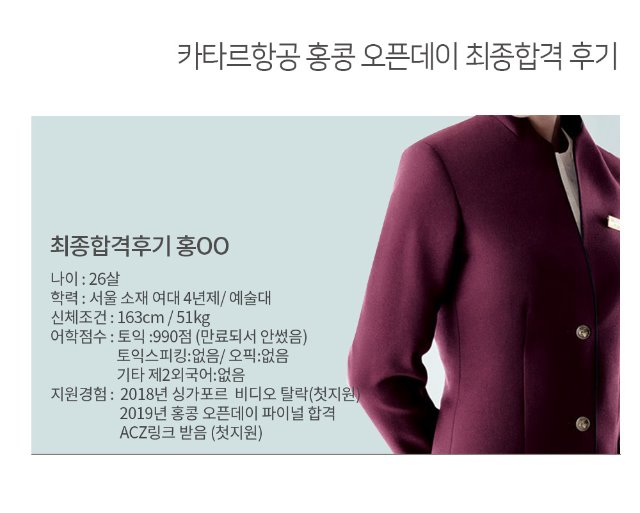 카타르항공 홍콩 오픈데이 최종합격 후기
최종합격후기 홍OO
나이 : 26살
학력 : 서울 소재 여대 4년제/ 예술대
신체조건 : 163cm / 51kg
어학점수 : 토익 :990점 (만료되서 안썼음)
토익스피킹:없음/ 오픽:없음
기타 제2외국어:없음
지원경험 : 2018년 싱가포르 비디오 탈락(첫지원)
2019년 홍콩 오픈데이 파이널 합격
ACZ링크 받음 (첫지원)